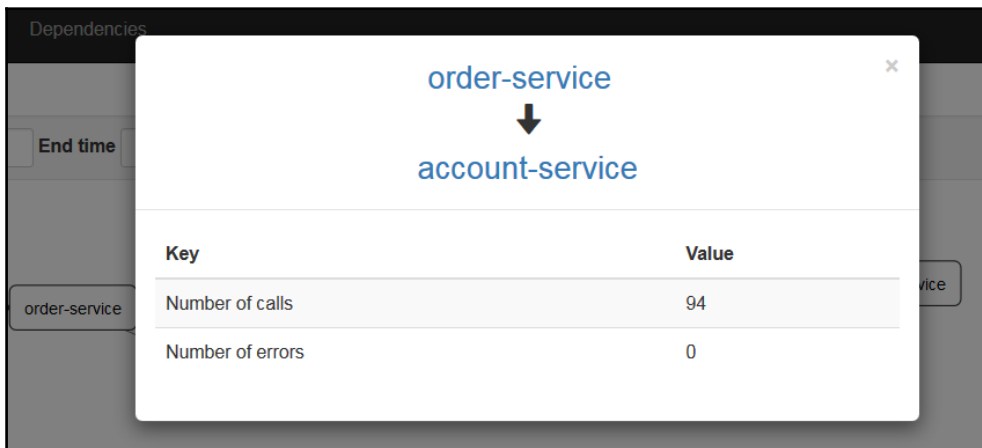 Dependencies
order-service
×
account-service
End time
Key Value
Number of calls 94
Number of errors 0
order-service
vice